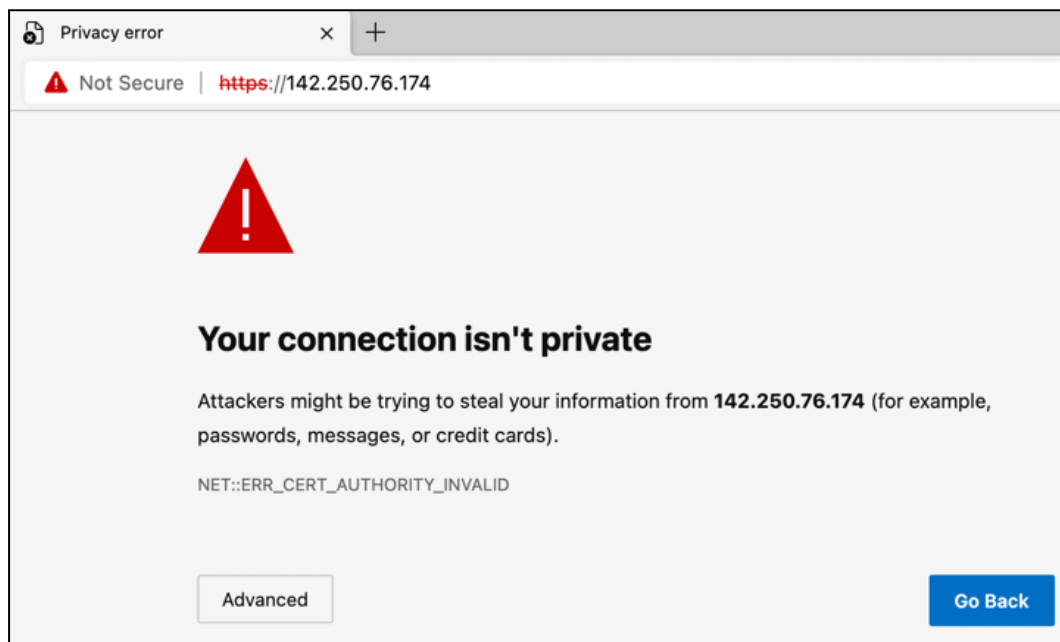 Privacy error
Not Secure | https://142.250.76.174
Your connection isn't private
Attackers might be trying to steal your information from 142.250.76.174 (for example,
passwords, messages, or credit cards).
NET::ERR_CERT_AUTHORITY_INVALID
Advanced
Go Back